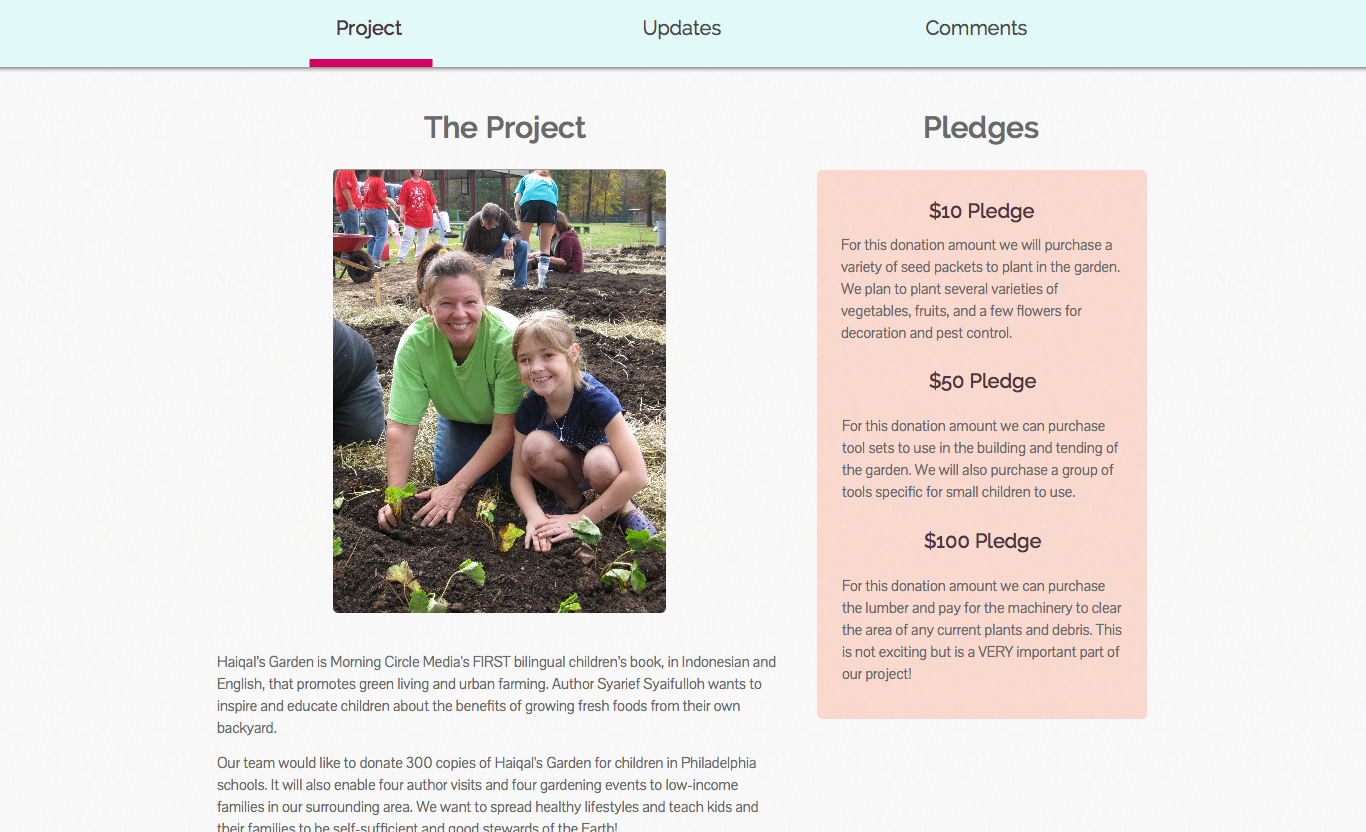 Project
Updates
Comments
The Project
Haiqal's Garden is Morning Circle Media's FIRST bilingual children's book, in Indonesian and
English, that promotes green living and urban farming. Author Syarief Syaifulloh wants to
inspire and educate children about the benefits of growing fresh foods from their own
backyard.
Our team would like to donate 300 copies of Haiqal's Garden for children in Philadelphia
schools. It will also enable four author visits and four gardening events to low-income
families in our surrounding area. We want to spread healthy lifestyles and teach kids and
their families to be self-sufficient and good stewards of the Earth!
Pledges
$10 Pledge
For this donation amount we will purchase a
variety of seed packets to plant in the garden.
We plan to plant several varieties of
vegetables, fruits, and a few flowers for
decoration and pest control.
$50 Pledge
For this donation amount we can purchase
tool sets to use in the building and tending of
the garden. We will also purchase a group of
tools specific for small children to use.
$100 Pledge
For this donation amount we can purchase
the lumber and pay for the machinery to clear
the area of any current plants and debris. This
is not exciting but is a VERY important part of
our project!